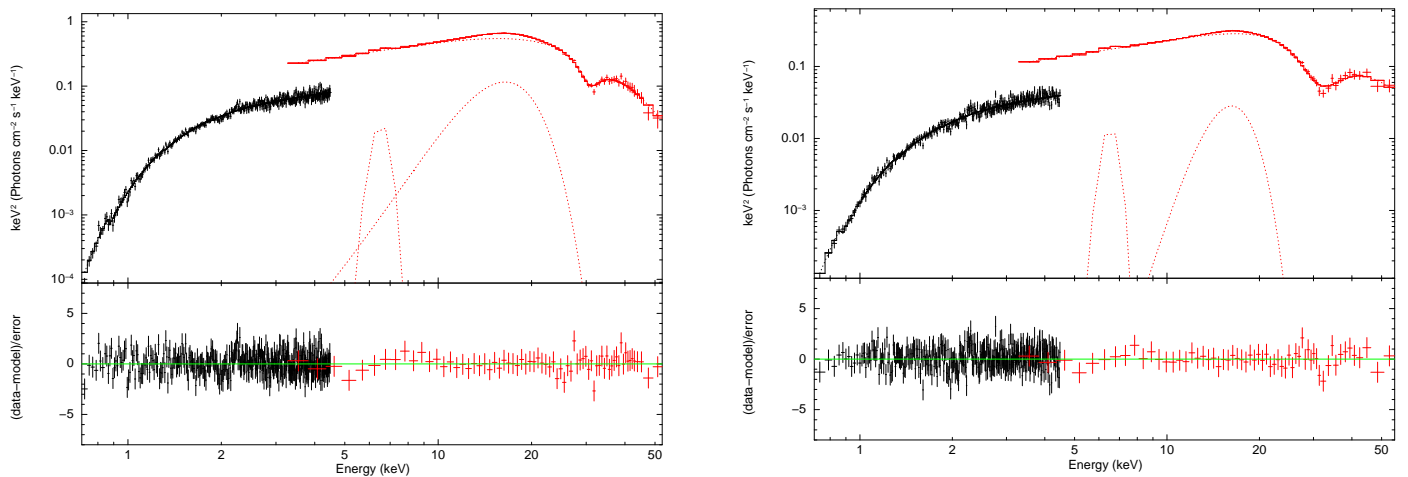 1
0.1
0.01
10⁻³
10⁻⁴
keV² (Photons cm⁻² s⁻¹ keV⁻¹)
5
0
−5
(data−model)/error
1 2 5 10 20 50
Energy (keV)
0.1
0.01
10⁻³
keV² (Photons cm⁻² s⁻¹ keV⁻¹)
5
0
−5
(data−model)/error
1 2 5 10 20 50
Energy (keV)